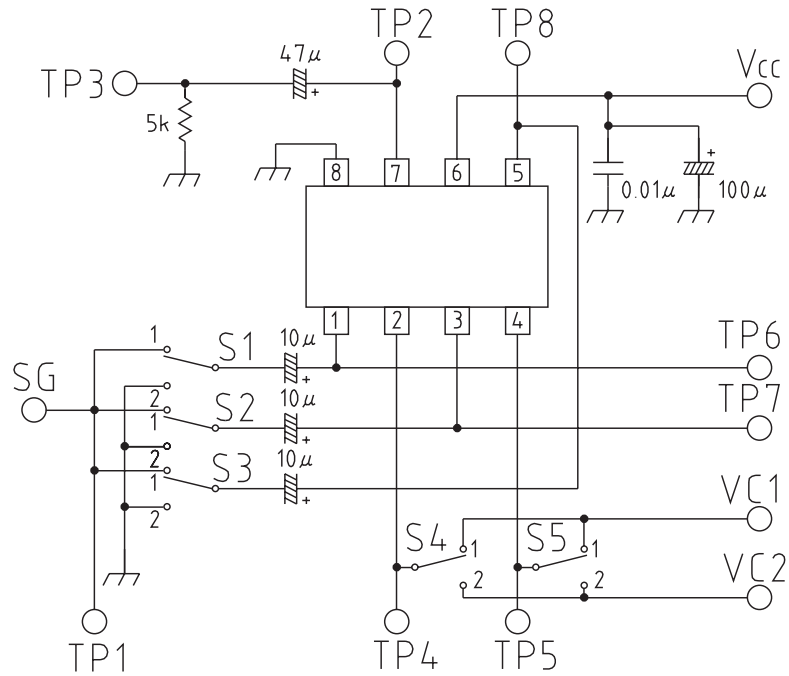 TP2 TP8
47μ
TP3
+
Vcc
5k
+
0.01μ 100μ
8 7 6 5
1 2 3 4
1
S1
10μ
+
TP6
SG
2
1
S2
10μ
+
TP7
2
1
S3
10μ
+
2
VC1
S4
1
S5
1
2
2
VC2
TP1
TP4
TP5